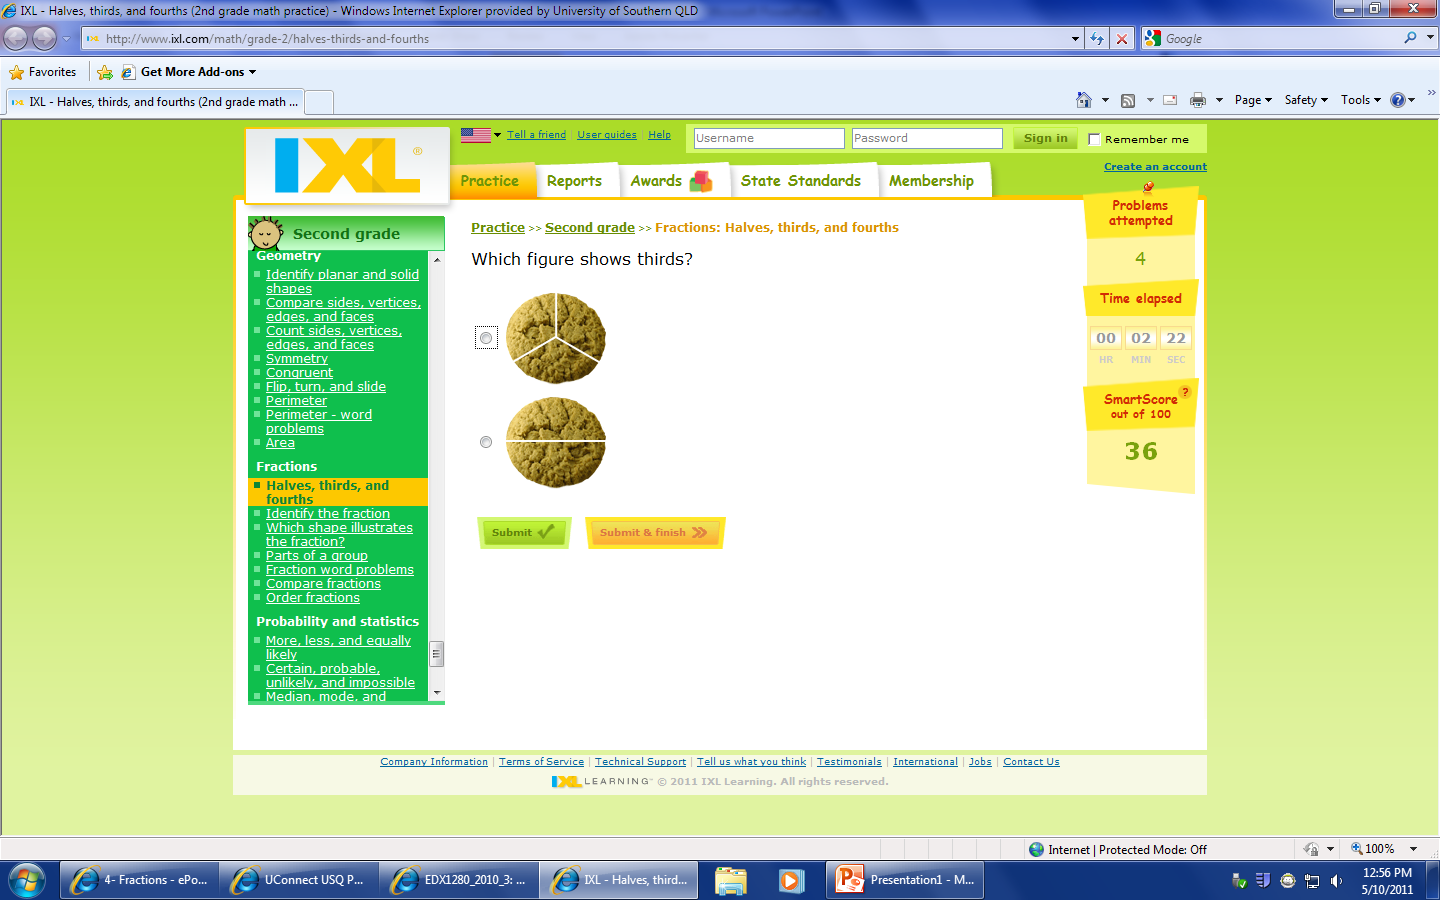 IXL - Halves, thirds, and fourths (2nd grade math practice) - Windows Internet Explorer provided by University of Southern QLD
http://www.ixl.com/math/grade-2/halves-thirds-and-fourths
Google
Favorites
Get More Add-ons
IXL - Halves, thirds, and fourths (2nd grade math ...
Page
Safety
Tools
IXL®
Tell a friend | User guides | Help
Username
Password
Sign in
Remember me
Create an account
Practice
Reports
Awards
State Standards
Membership
Second grade
Geometry
Identify planar and solid
shapes
Compare sides, vertices,
edges, and faces
Count sides, vertices,
edges, and faces
Symmetry
Congruent
Flip, turn, and slide
Perimeter
Perimeter - word
problems
Area
Fractions
Halves, thirds, and
fourths
Identify the fraction
Which shape illustrates
the fraction?
Parts of a group
Fraction word problems
Compare fractions
Order fractions
Probability and statistics
More, less, and equally
likely
Certain, probable,
unlikely, and impossible
Median, mode, and
Practice >> Second grade >> Fractions: Halves, thirds, and fourths
Which figure shows thirds?
Submit
Submit & finish
Problems
attempted
4
Time elapsed
00 02 22
HR MIN SEC
SmartScore
out of 100
?
36
Company Information | Terms of Service | Technical Support | Tell us what you think | Testimonials | International | Jobs | Contact Us
IXL LEARNING™ © 2011 IXL Learning. All rights reserved.
Internet | Protected Mode: Off
100%
4- Fractions - ePo...
UConnect USQ P...
EDX1280_2010_3: ...
IXL - Halves, third...
Presentation1 - M...
12:56 PM
5/10/2011